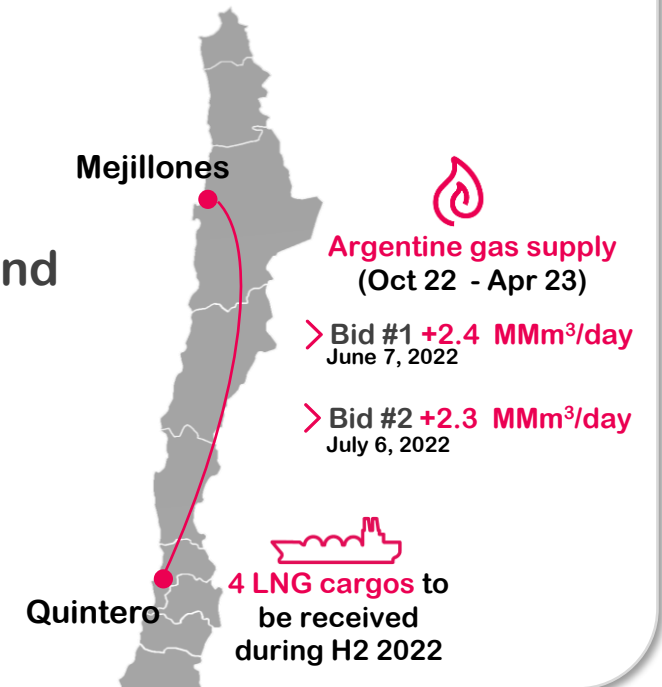 Mejillones
nd
Argentine gas supply
(Oct 22 - Apr 23)
Bid #1 +2.4 MMm³/day
June 7, 2022
Bid #2 +2.3 MMm³/day
July 6, 2022
Quintero
4 LNG cargos to
be received
during H2 2022